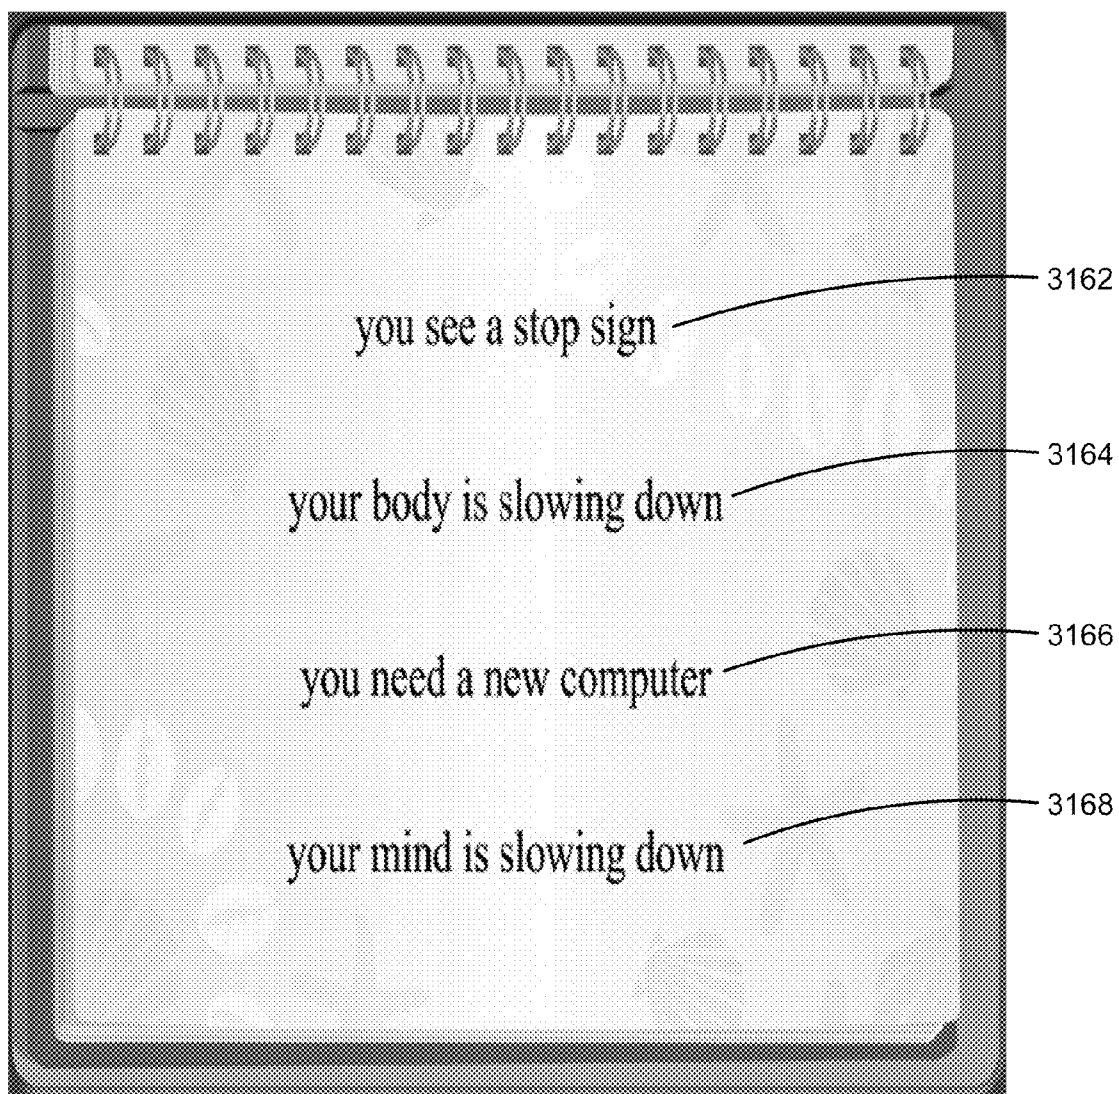 you see a stop sign 3162
your body is slowing down 3164
you need a new computer 3166
your mind is slowing down 3168